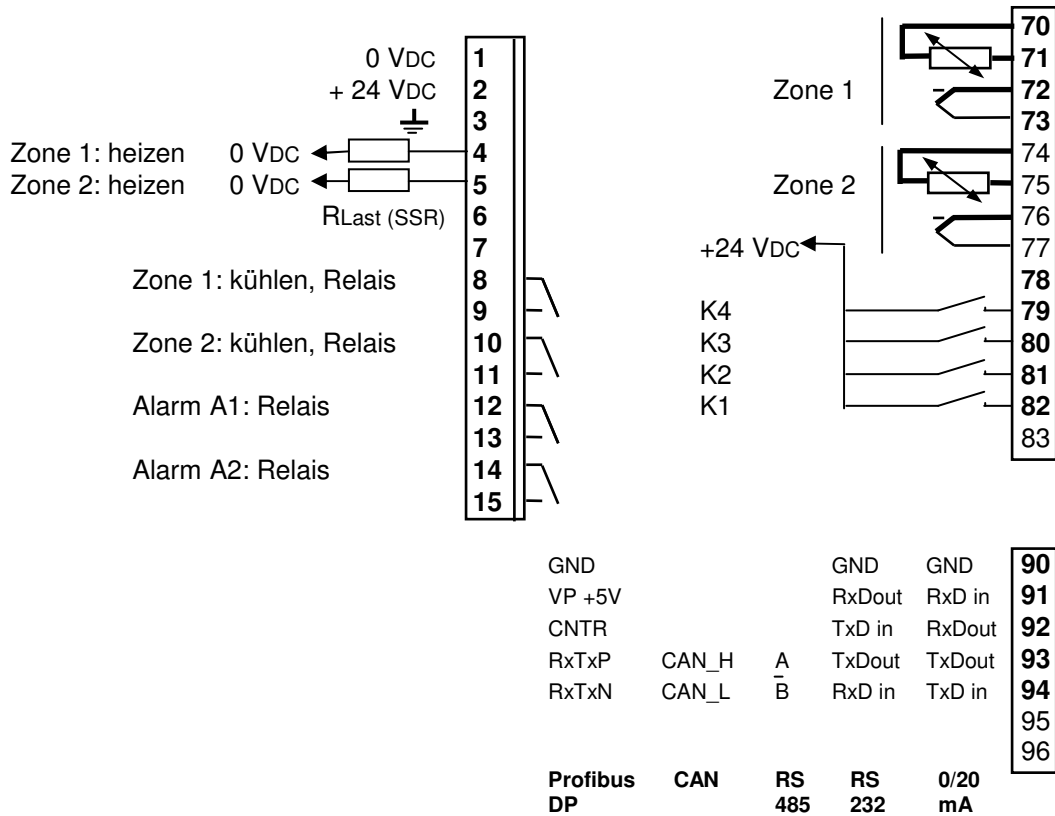 0 VDC 1
+ 24 VDC 2
3
Zone 1: heizen 0 VDC 4
Zone 2: heizen 0 VDC 5
RLast (SSR) 6
7
Zone 1: kühlen, Relais 8
9
Zone 2: kühlen, Relais 10
11
Alarm A1: Relais 12
13
Alarm A2: Relais 14
15
70
71
Zone 1 72
73
74
Zone 2 75
76
+24 VDC 77
78
K4 79
K3 80
K2 81
K1 82
83
GND GND GND 90
VP +5V RxDout RxD in 91
CNTR TxD in RxDout 92
RxTxP CAN_H A TxDout TxDout 93
RxTxN CAN_L B̅ RxD in TxD in 94
95
96
Profibus CAN RS RS 0/20
DP 485 232 mA